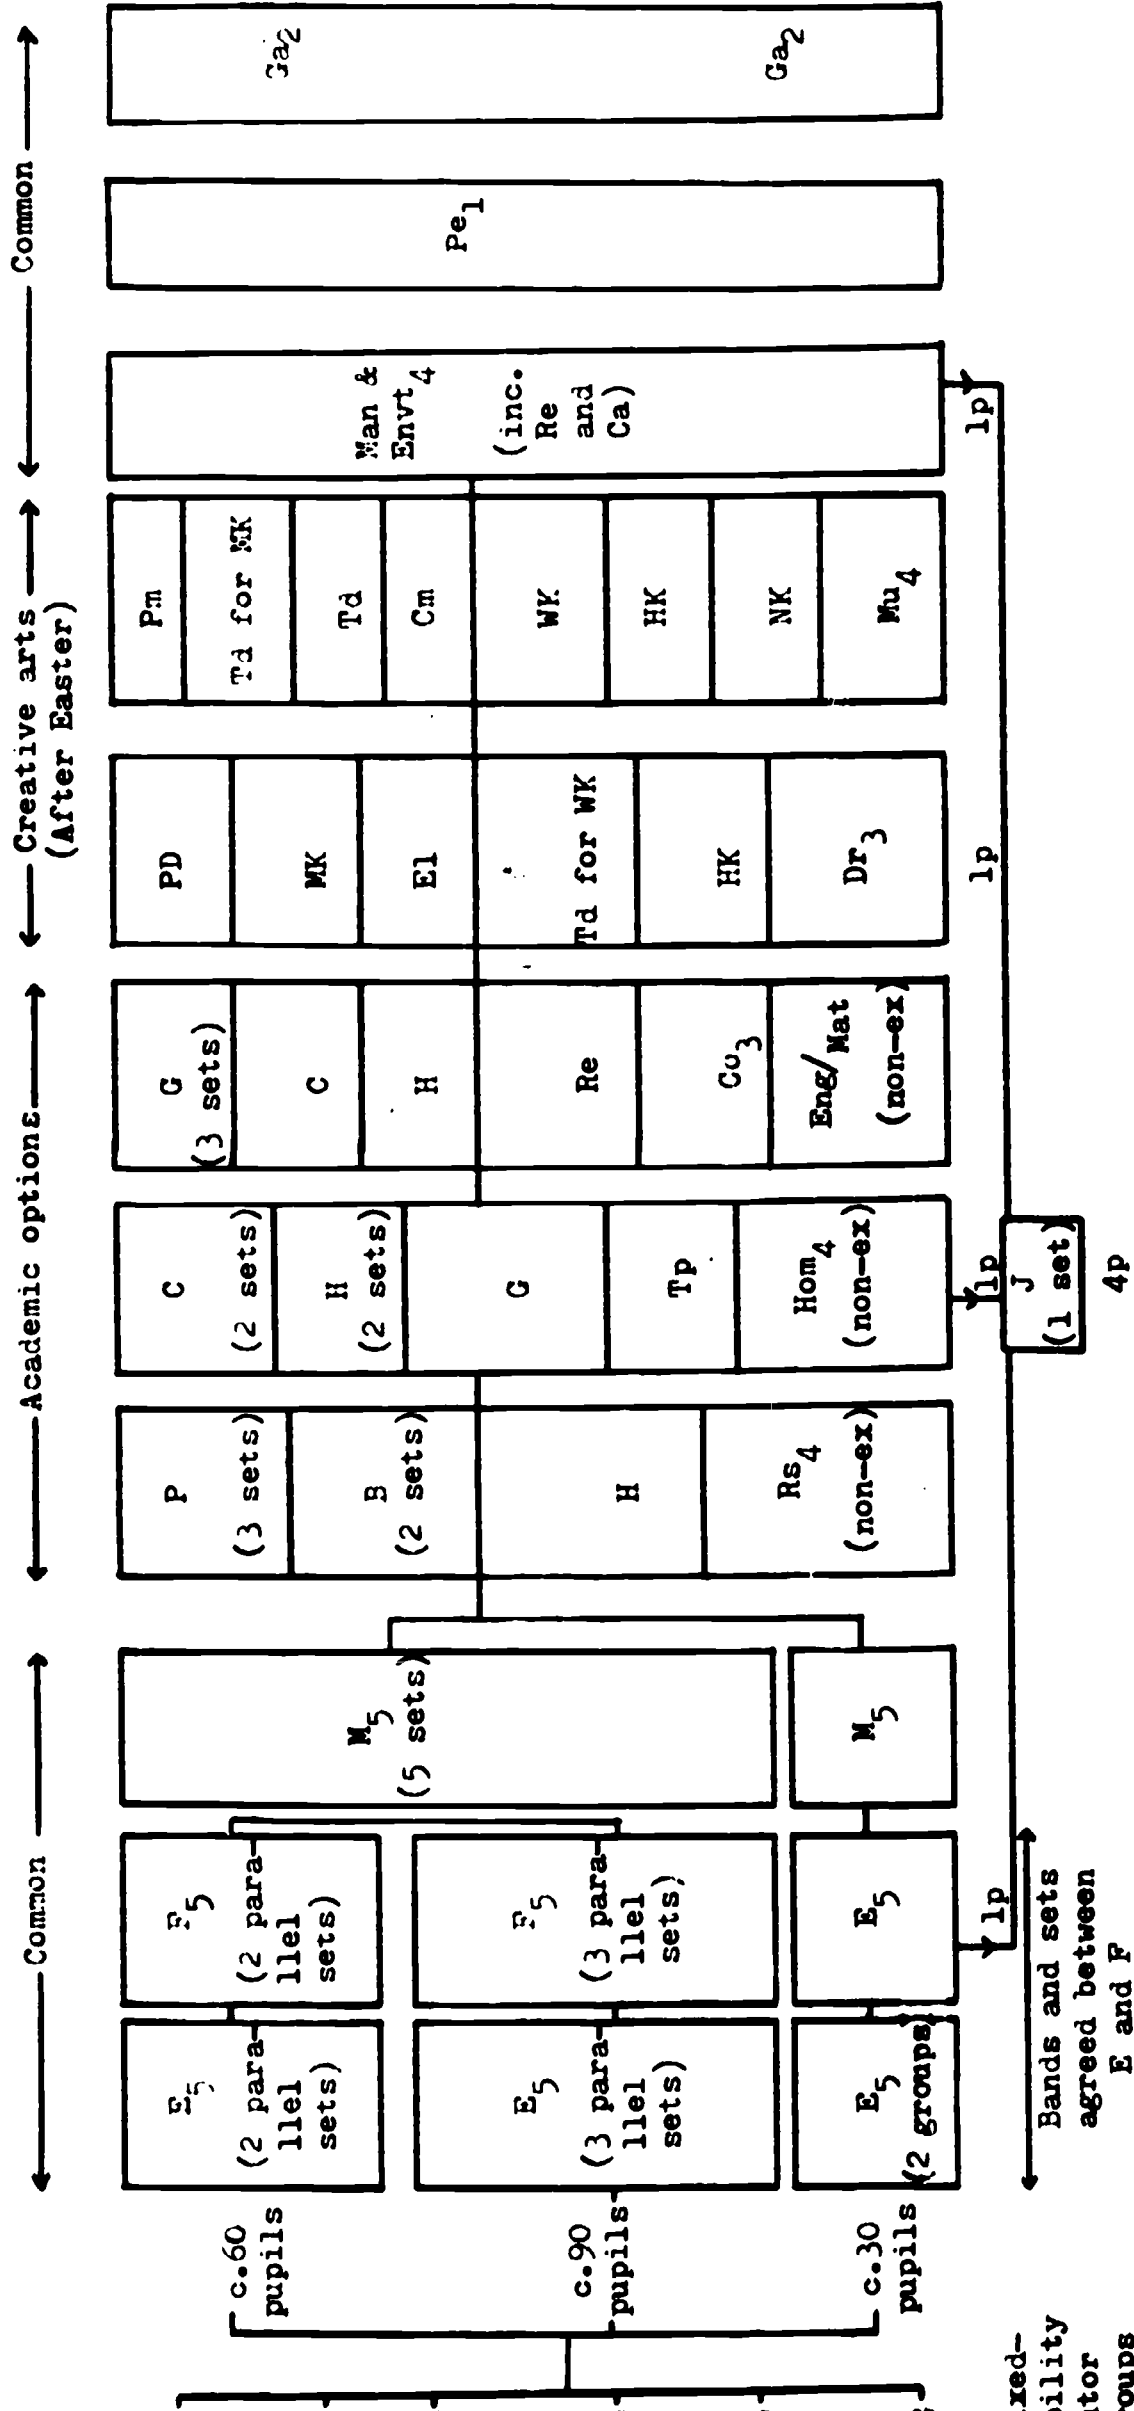 Common
Academic options
Creative arts
(After Easter)
Common
c.60
pupils
c.90
pupils
c.30
pupils
E5
(2 para-
llel
sets)
E5
(3 para-
llel
sets)
E5
(2 groups)
F5
(2 para-
llel
sets)
F5
(3 para-
llel
sets)
E5
M5
(5 sets)
M5
P
(3 sets)
B
(2 sets)
H
Rs4
(non-ex)
C
(2 sets)
H
(2 sets)
G
Tp
Hom4
(non-ex)
G
(3 sets)
C
H
Re
Co3
Eng/Mat
(non-ex)
PD
MK
El
Td for WK
HK
Dr3
Pm
Td for MK
Td
Cm
WK
HK
NK
Mu4
Man &
Envt4
(inc.
Re
and
Ca)
Pe1
Ga2
Ga2
1p
1p
1p
1p
J
(1 set)
4p
Bands and sets
agreed between
E and F